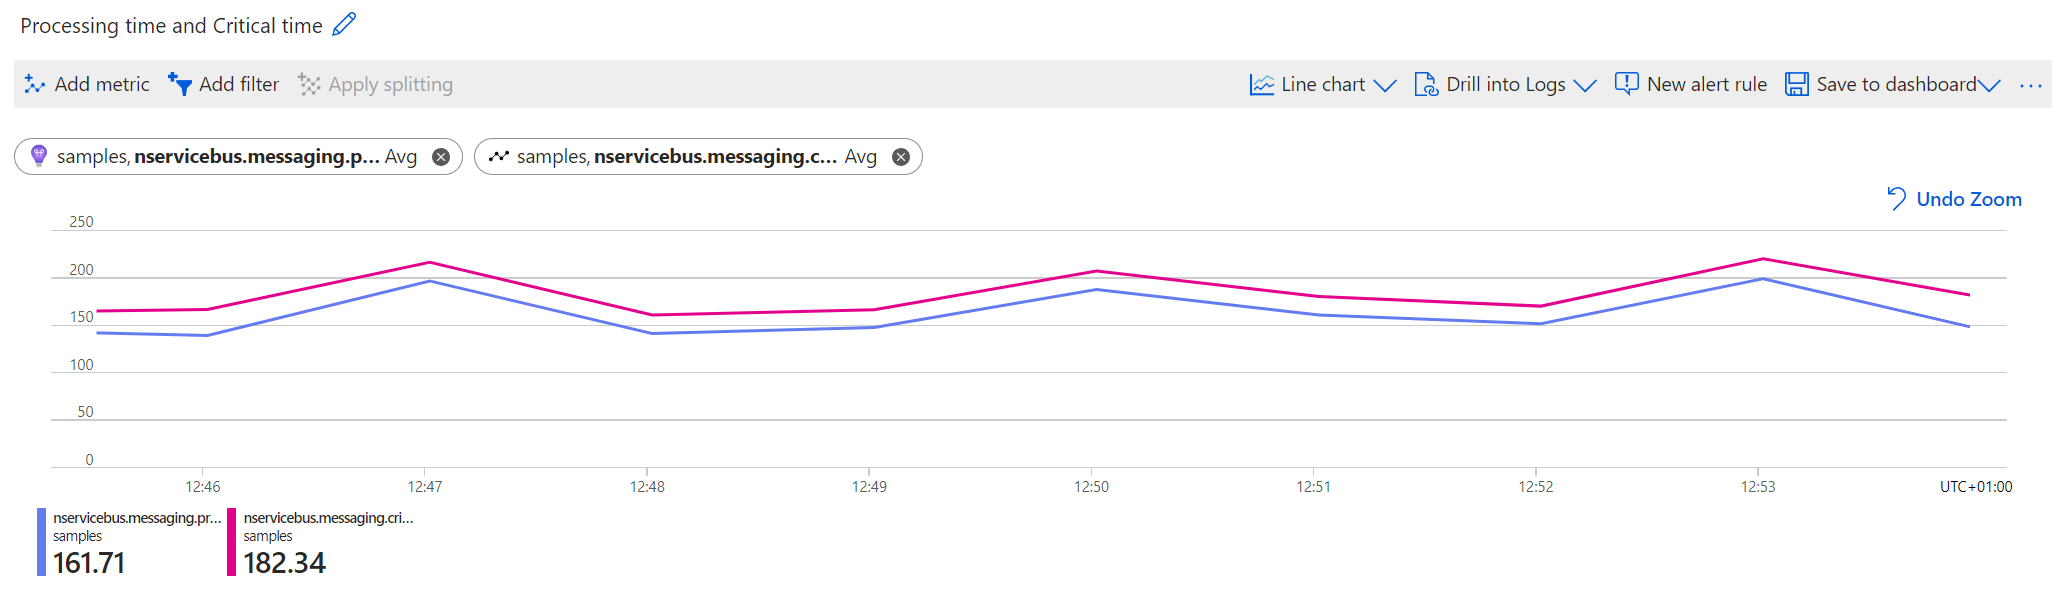 Processing time and Critical time
Add metric Add filter Apply splitting Line chart Drill into Logs New alert rule Save to dashboard ...
samples, nservicebus.messaging.p... Avg samples, nservicebus.messaging.c... Avg
Undo Zoom
250
200
150
100
50
0
12:46 12:47 12:48 12:49 12:50 12:51 12:52 12:53 UTC+01:00
nservicebus.messaging.pr... nservicebus.messaging.cri...
samples samples
161.71 182.34